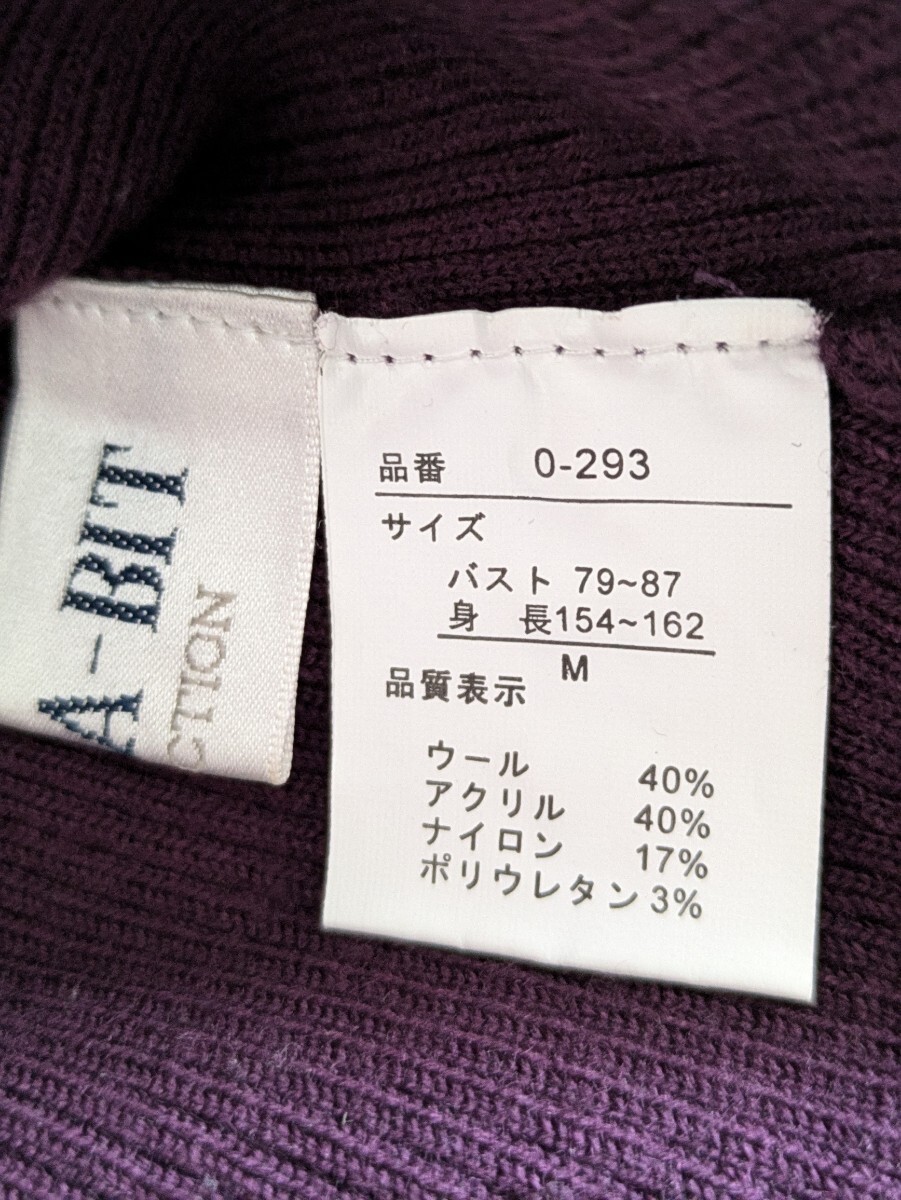 A-BIT
CTION
品番 0-293
サイズ
バスト 79~87
身 長154~162
M
品質表示
ウール 40%
アクリル 40%
ナイロン 17%
ポリウレタン 3%